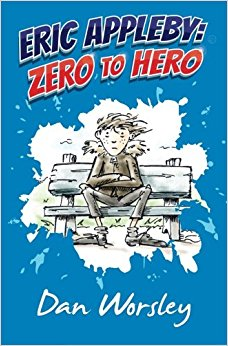 ERIC APPLEBY:
ZERO TO HERO
Dan Worsley